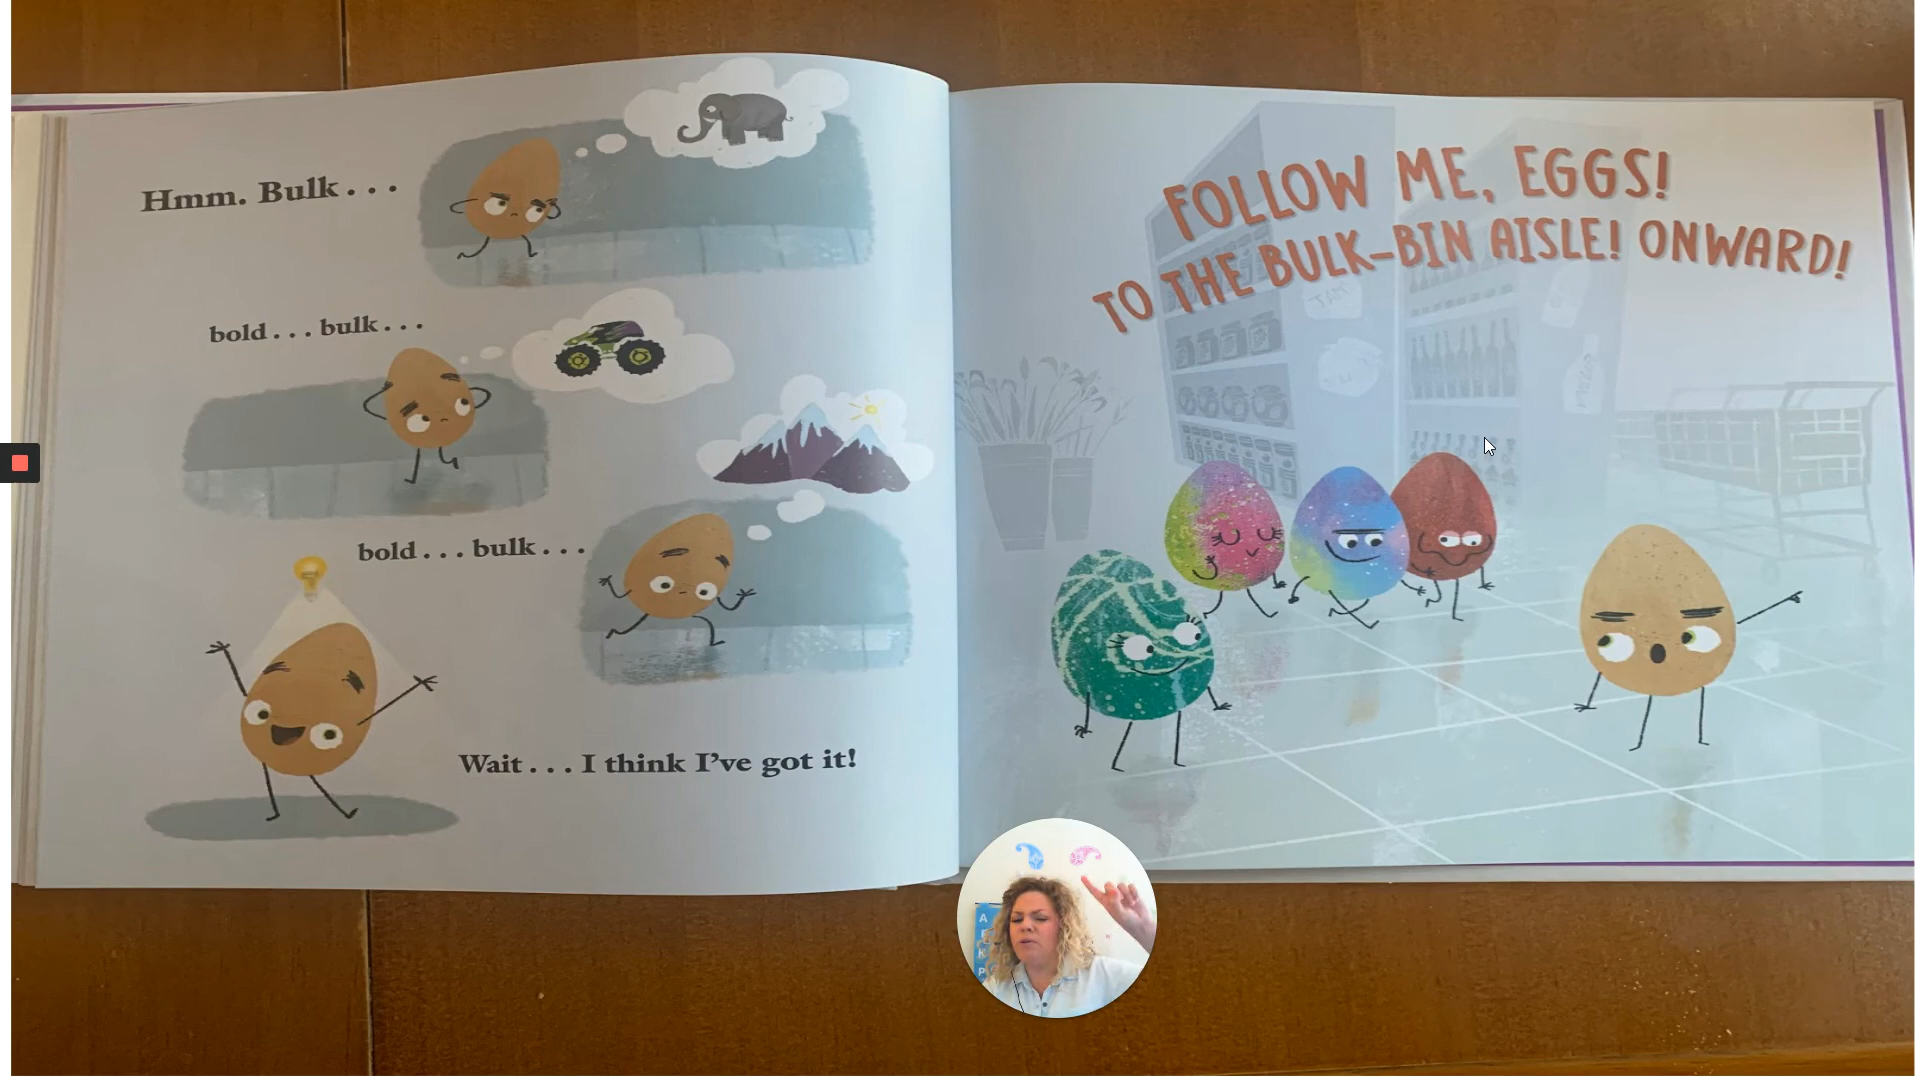 Hmm. Bulk...
bold...bulk...
bold...bulk...
Wait...I think I've got it!
FOLLOW ME, EGGS!
TO THE BULK-BIN AISLE! ONWARD!
JAM
A
K
P